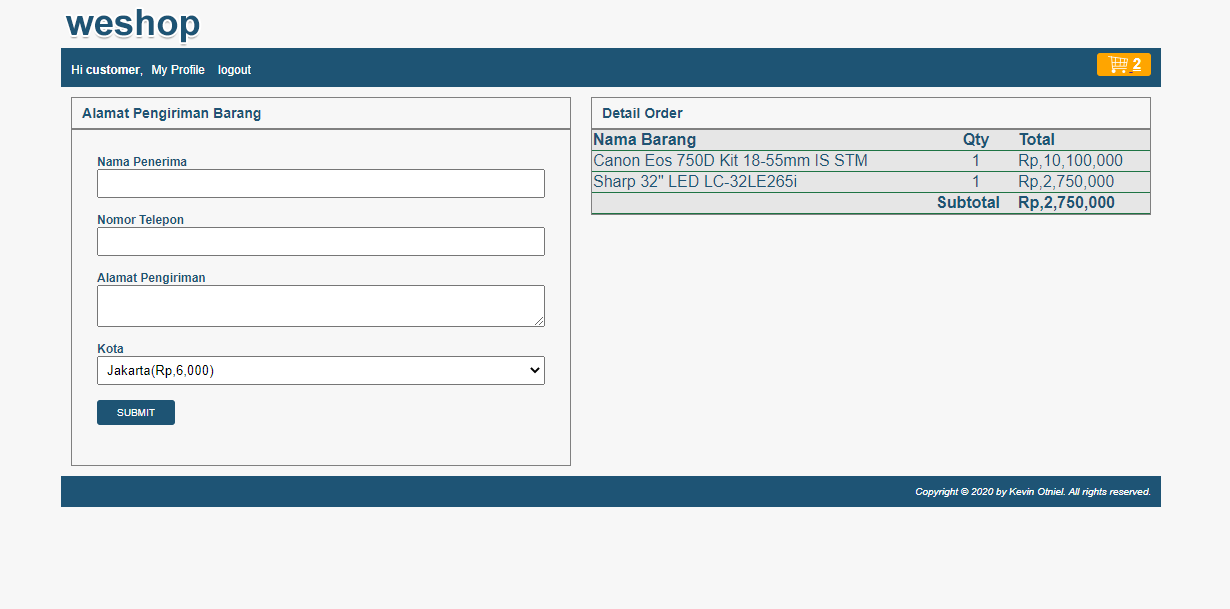 weshop
Hi customer, My Profile logout
2
Alamat Pengiriman Barang
Nama Penerima
Nomor Telepon
Alamat Pengiriman
Kota
Jakarta(Rp,6,000)
SUBMIT
Detail Order
Nama Barang Qty Total
Canon Eos 750D Kit 18-55mm IS STM 1 Rp,10,100,000
Sharp 32" LED LC-32LE265i 1 Rp,2,750,000
Subtotal Rp,2,750,000
Copyright © 2020 by Kevin Otniel. All rights reserved.